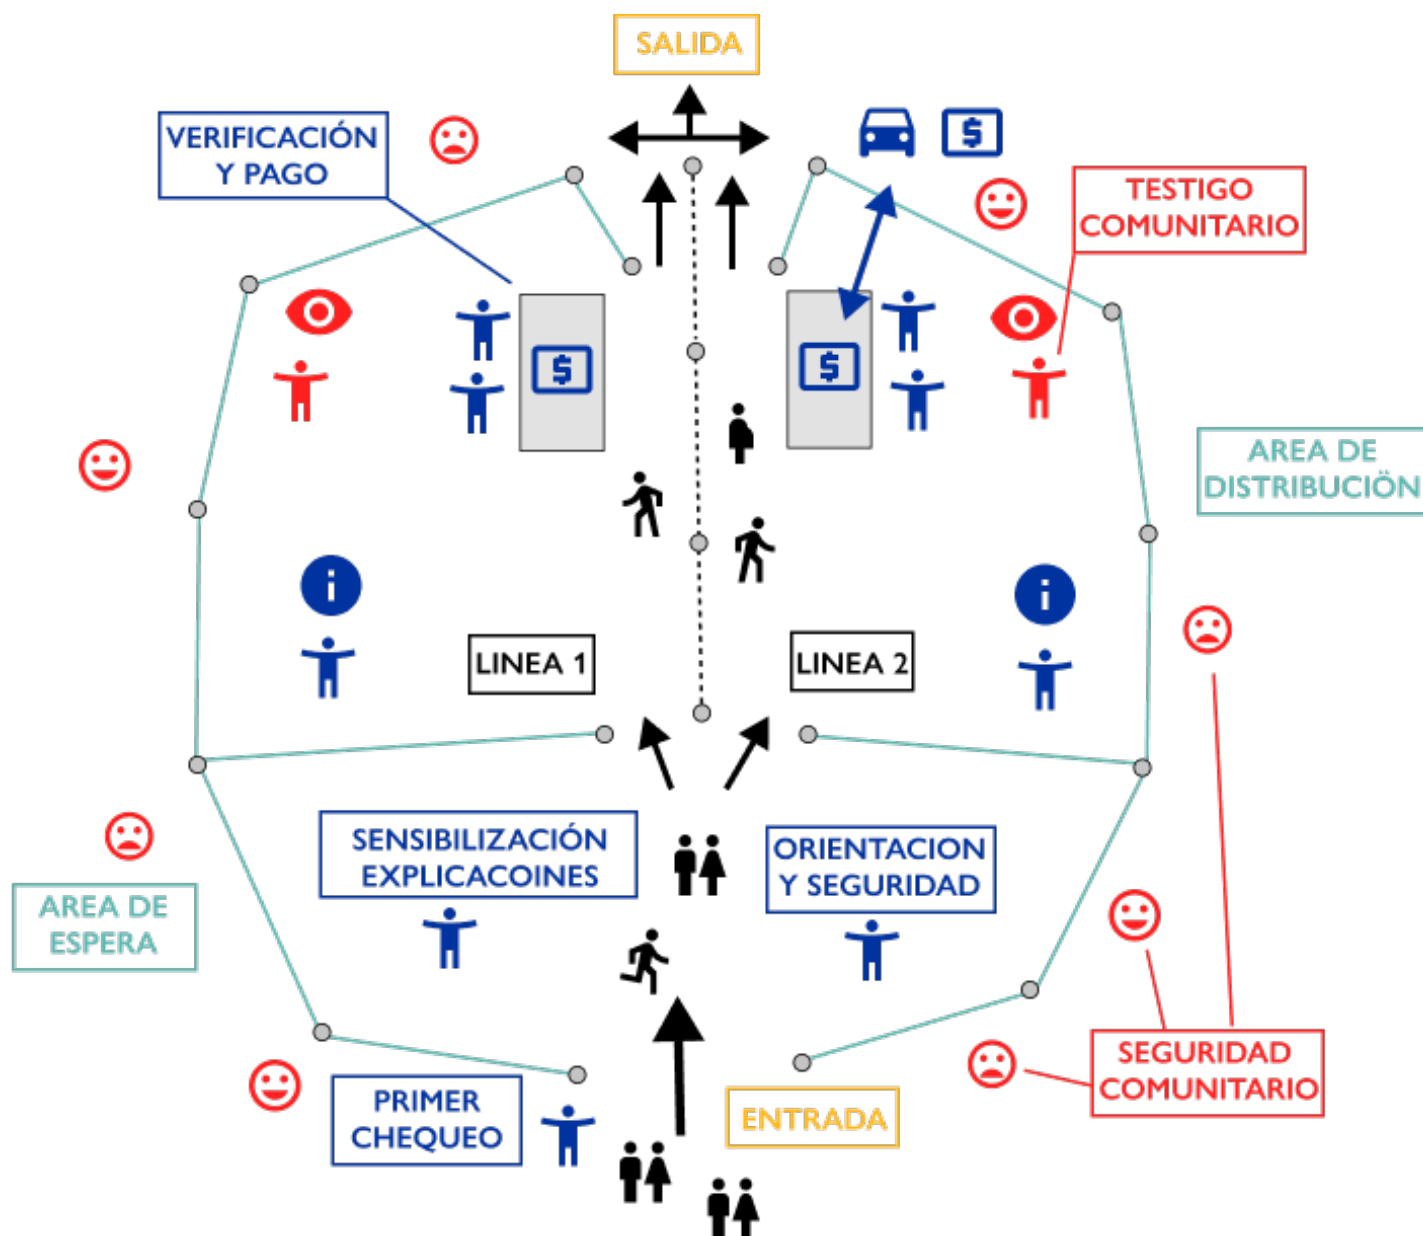 SALIDA
VERIFICACIÓN
Y PAGO
$
TESTIGO
COMUNITARIO
$
$
AREA DE
DISTRIBUCIÖN
i
i
LINEA 1
LINEA 2
SENSIBILIZACIÓN
EXPLICACOINES
ORIENTACION
Y SEGURIDAD
AREA DE
ESPERA
SEGURIDAD
COMUNITARIO
PRIMER
CHEQUEO
ENTRADA